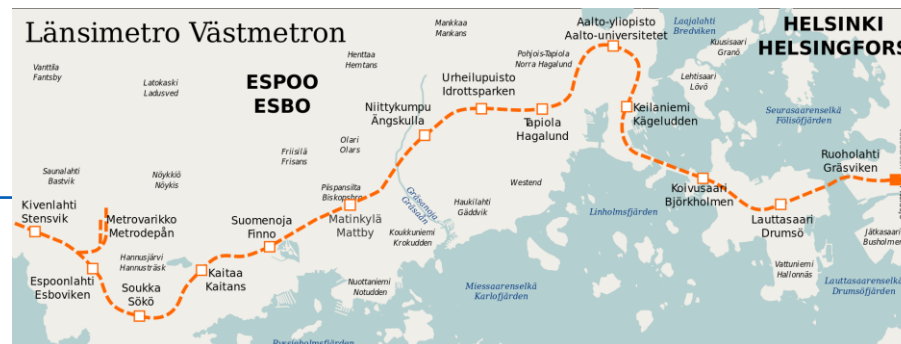 Länsimetro Västmetron
HELSINKI
HELSINGFORS
ESPOO
ESBO
Vanttila
Fantsby
Latokaski
Ladusved
Henttaa
Hemtans
Mankkaa
Mankans
Aalto-yliopisto
Aalto-universitetet
Laajalahti
Bredviken
Kuusisaari
Granö
Pohjois-Tapiola
Norra Hagalund
Lehtisaari
Lövö
Urheilupuisto
Idrottsparken
Niittykumpu
Ängskulla
Tapiola
Hagalund
Keilaniemi
Kägeludden
Seurasaarenselkä
Fölisöfjärden
Olari
Olars
Friisilä
Frisans
Saunalahti
Bastvik
Nöykkiö
Nöykis
Piispansilta
Biskopsbro
Westend
Ruoholahti
Gräsviken
Koivusaari
Björkholmen
Gräsanoja
Gräsaån
Haukilahti
Gäddvik
Linholmsfjärden
Kivenlahti
Stensvik
Metrovarikko
Metrodepån
Suomenoja
Finno
Matinkylä
Mattby
Koukkuniemi
Krokudden
Lauttasaari
Drumsö
Jätkäsaari
Busholmen
Hannusjärvi
Hannusträsk
Espoonlahti
Esboviken
Soukka
Sökö
Kaitaa
Kaitans
Nuottaniemi
Notudden
Miessaarenselkä
Karlofjärden
Vattuniemi
Hallonnäs
Lauttasaarenselkä
Drumsöfjärden